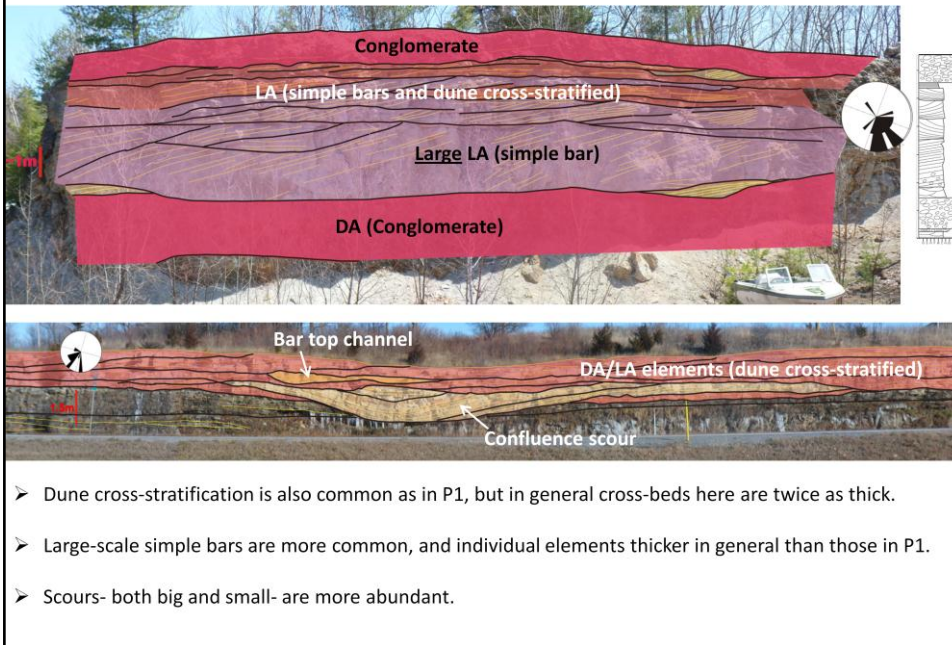 Conglomerate
LA (simple bars and dune cross-stratified)
~1m
Large LA (simple bar)
DA (Conglomerate)
Bar top channel
DA/LA elements (dune cross-stratified)
Confluence scour
➢ Dune cross-stratification is also common as in P1, but in general cross-beds here are twice as thick.
➢ Large-scale simple bars are more common, and individual elements thicker in general than those in P1.
➢ Scours- both big and small- are more abundant.